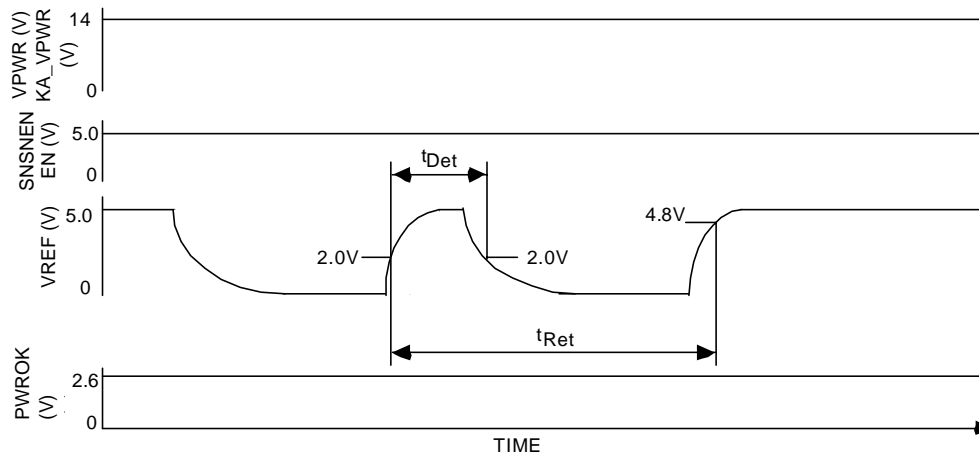 VPWR (V)
KA_VPWR
(V)
14
0
SNSNEN
EN (V)
5.0
0
tDet
VREF (V)
5.0
0
2.0V
2.0V
4.8V
tRet
PWROK
(V)
2.6
0
TIME